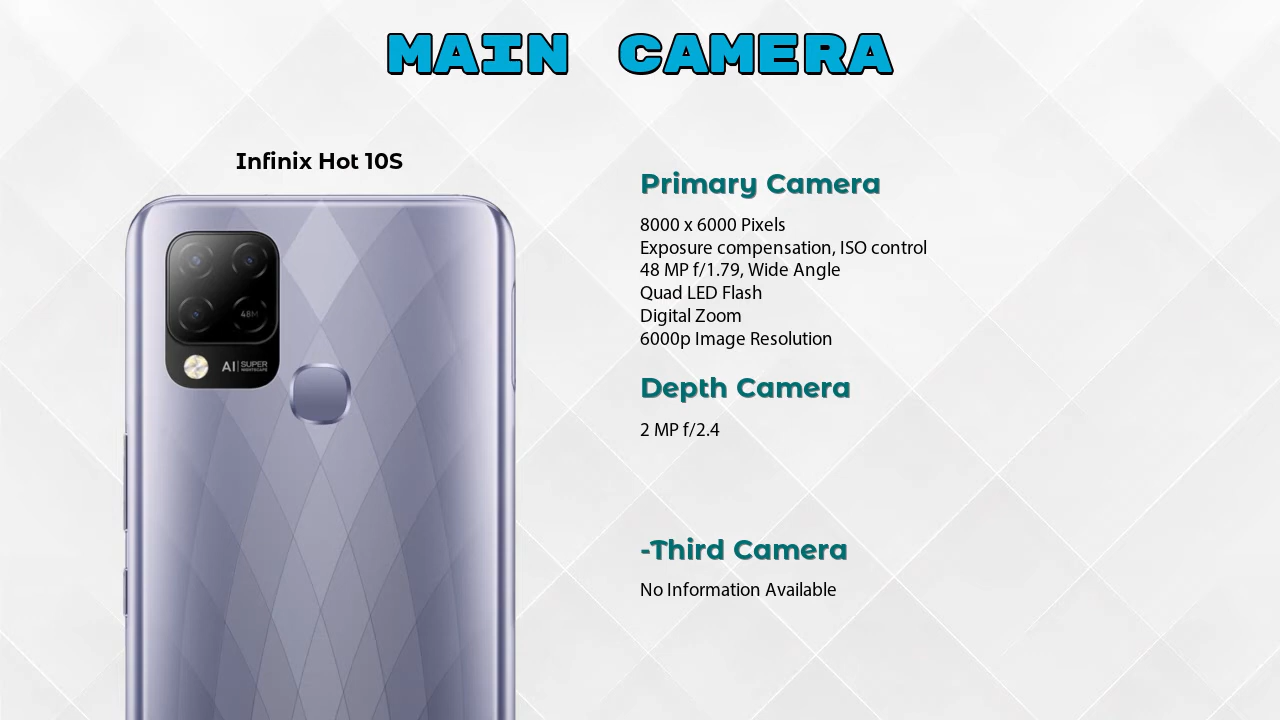 MAIN CAMERA
Infinix Hot 10S
48M
AI | SUPER
NIGHTSCAPE
Primary Camera
8000 x 6000 Pixels
Exposure compensation, ISO control
48 MP f/1.79, Wide Angle
Quad LED Flash
Digital Zoom
6000p Image Resolution
Depth Camera
2 MP f/2.4
-Third Camera
No Information Available